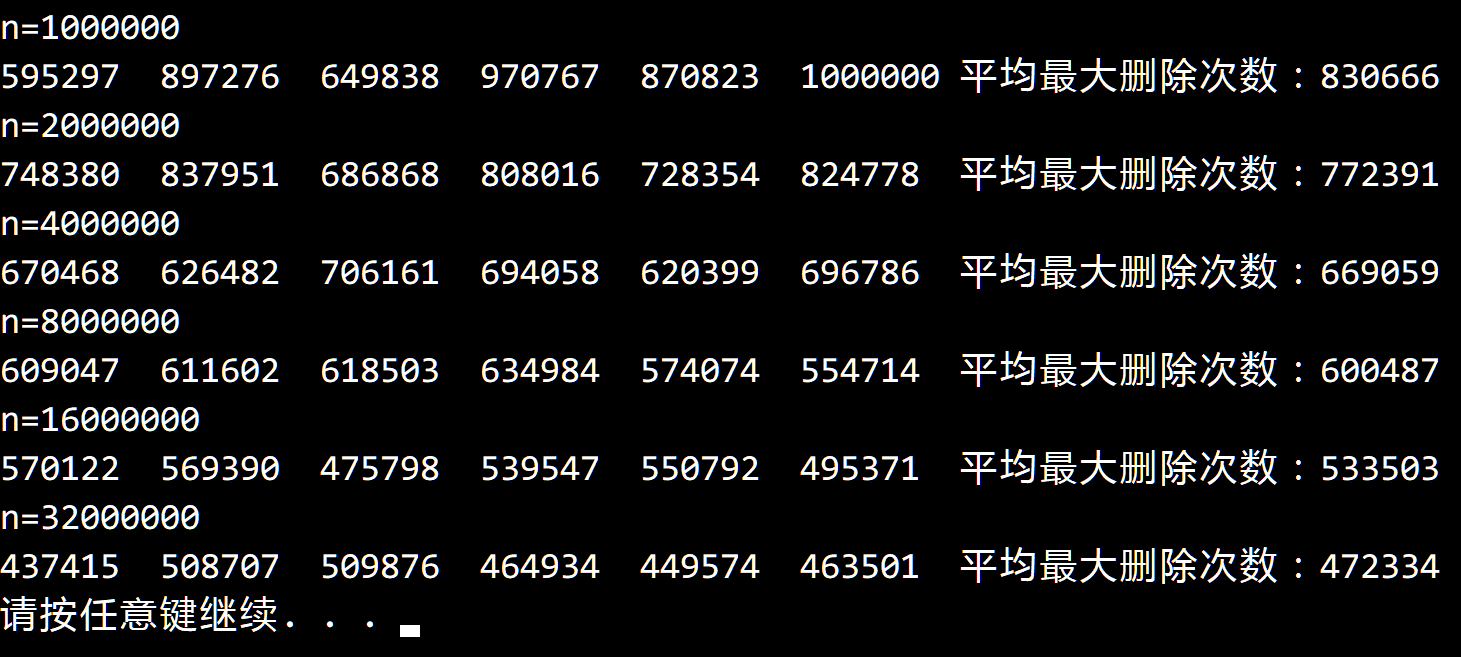 n=1000000
595297  897276  649838  970767  870823  1000000 平均最大删除次数：830666
n=2000000
748380  837951  686868  808016  728354  824778  平均最大删除次数：772391
n=4000000
670468  626482  706161  694058  620399  696786  平均最大删除次数：669059
n=8000000
609047  611602  618503  634984  574074  554714  平均最大删除次数：600487
n=16000000
570122  569390  475798  539547  550792  495371  平均最大删除次数：533503
n=32000000
437415  508707  509876  464934  449574  463501  平均最大删除次数：472334
请按任意键继续. . .